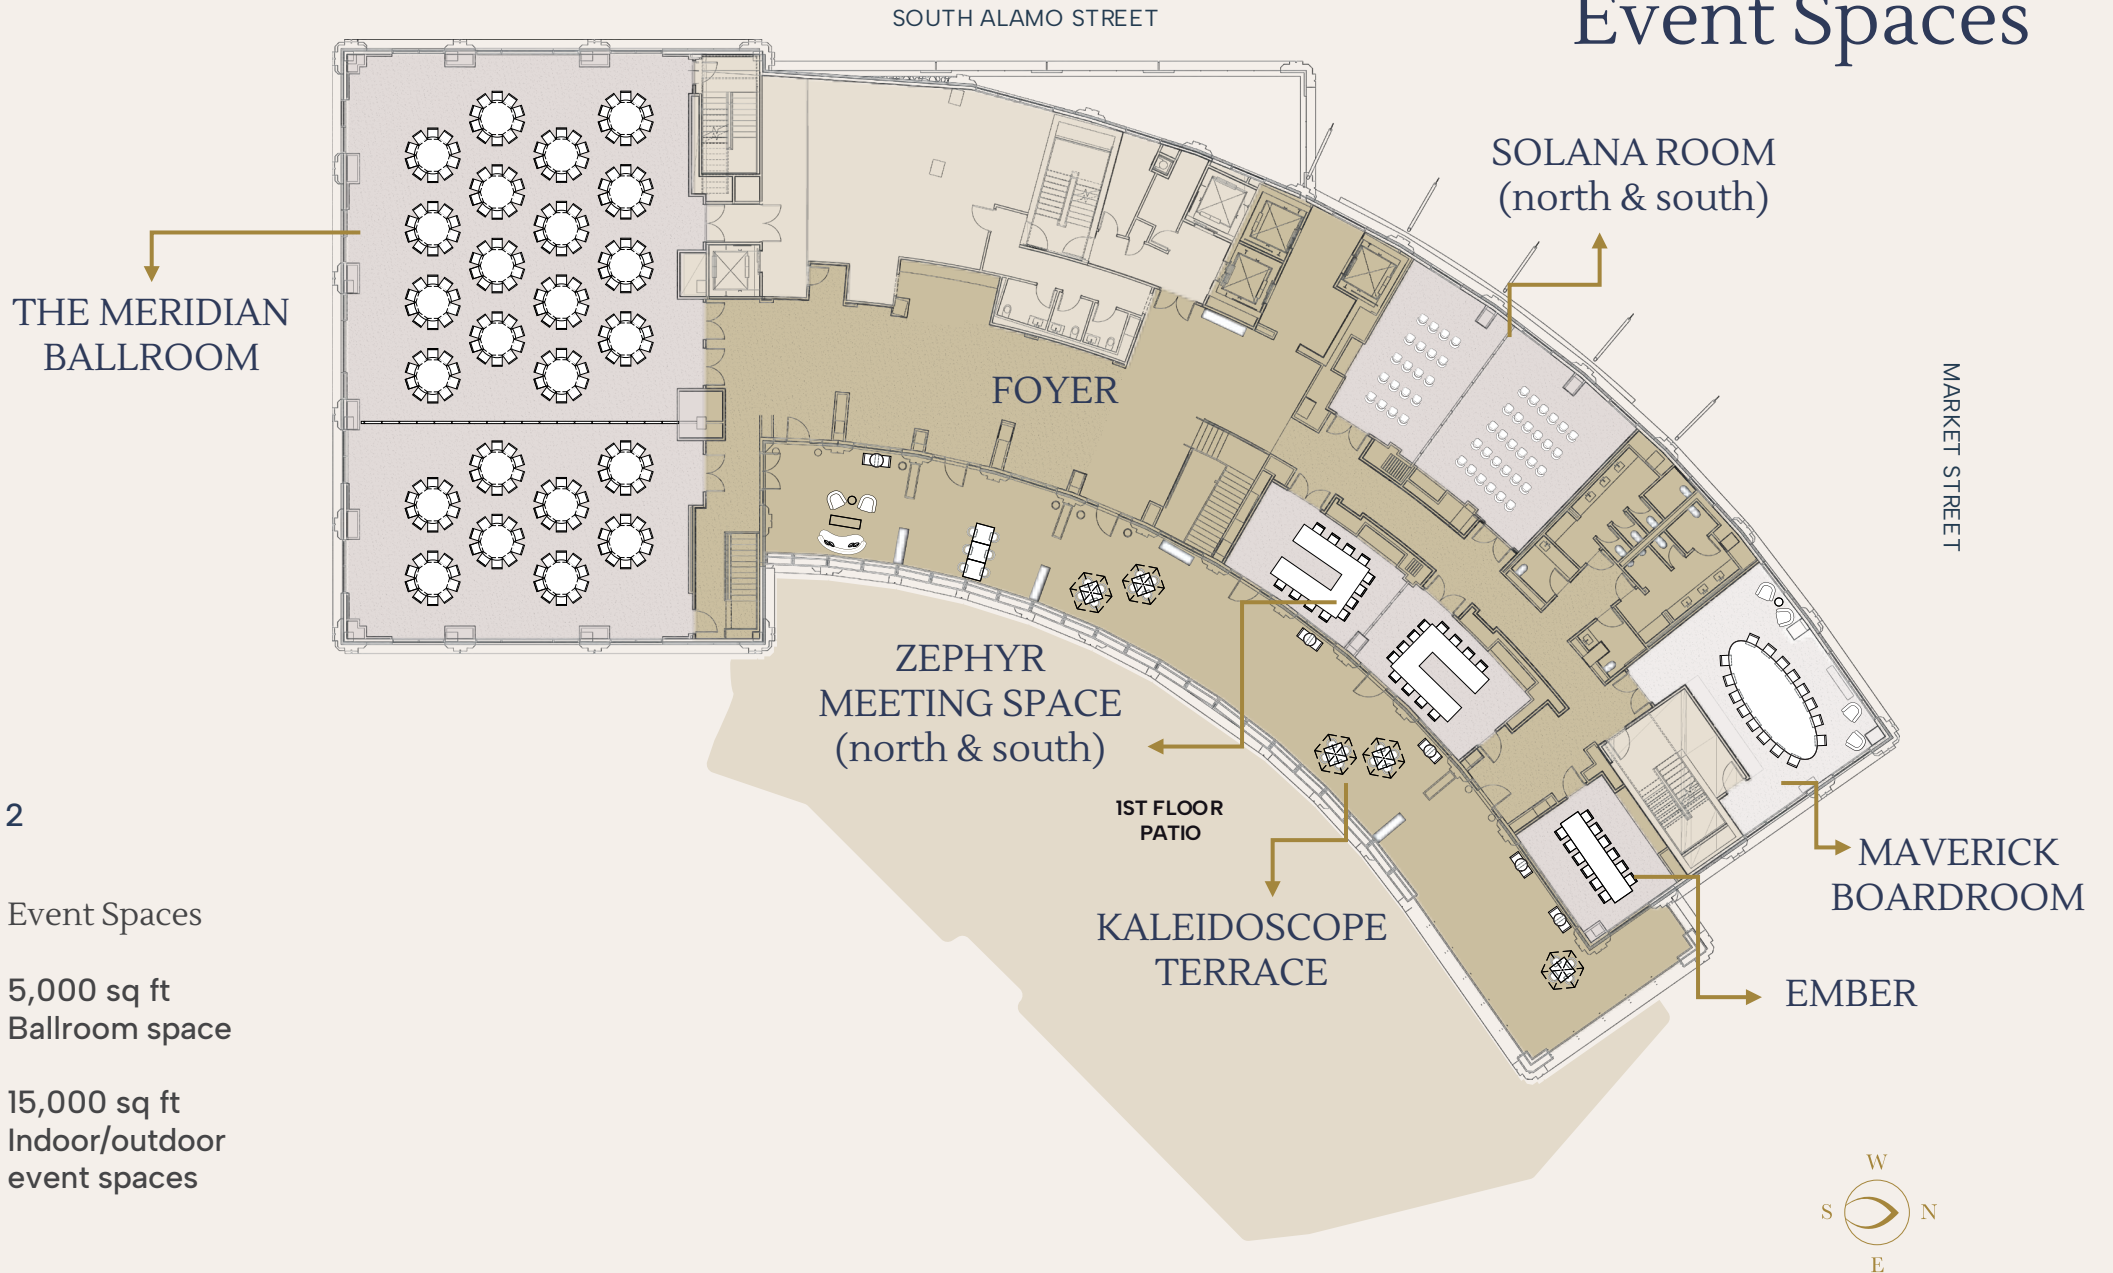 SOUTH ALAMO STREET
Event Spaces
SOLANA ROOM
(north & south)
THE MERIDIAN
BALLROOM
FOYER
MARKET STREET
ZEPHYR
MEETING SPACE
(north & south)
1ST FLOOR
PATIO
KALEIDOSCOPE
TERRACE
MAVERICK
BOARDROOM
EMBER
2
Event Spaces
5,000 sq ft
Ballroom space
15,000 sq ft
Indoor/outdoor
event spaces
W
S
N
E